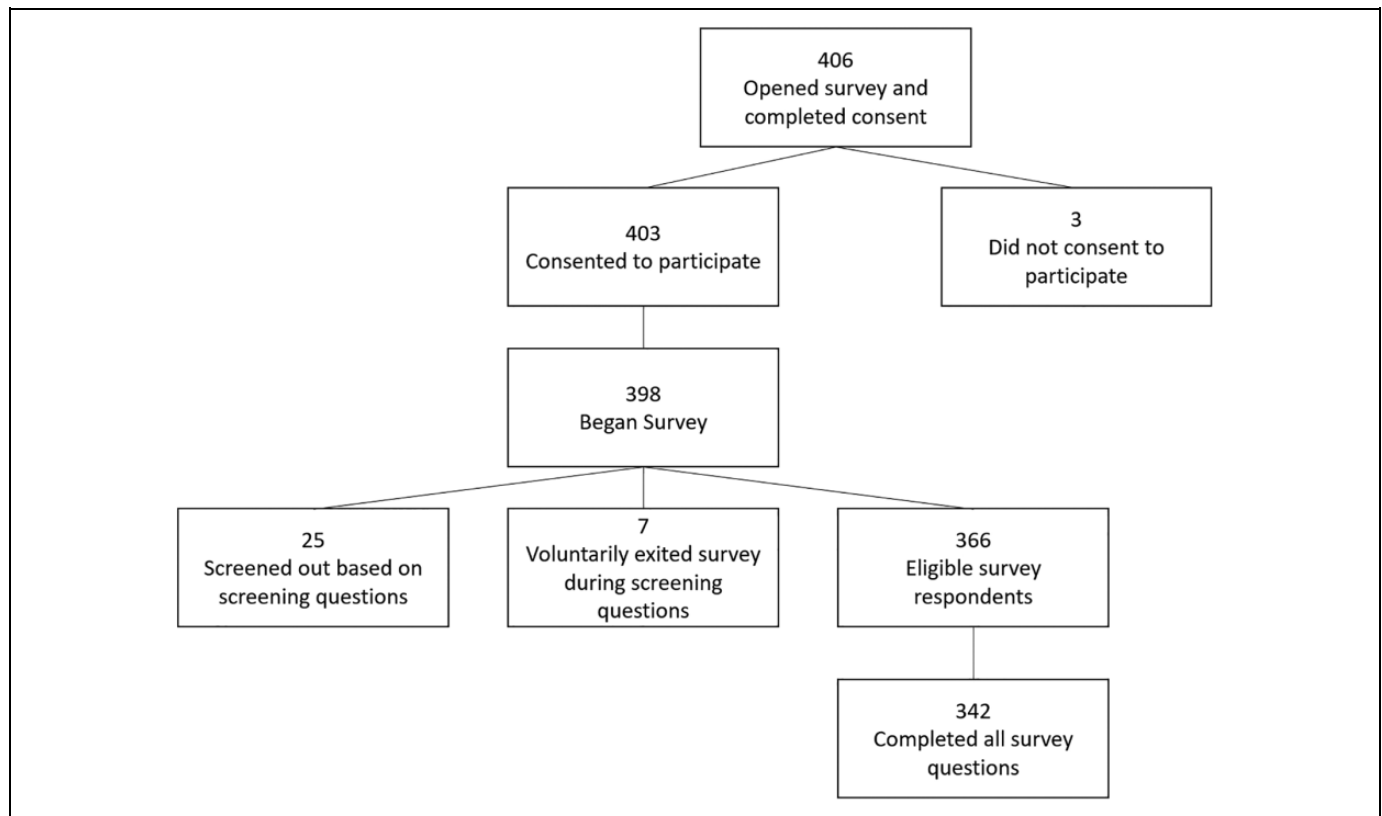 406
Opened survey and
completed consent
403
Consented to participate
3
Did not consent to
participate
398
Began Survey
25
Screened out based on
screening questions
7
Voluntarily exited survey
during screening
questions
366
Eligible survey
respondents
342
Completed all survey
questions